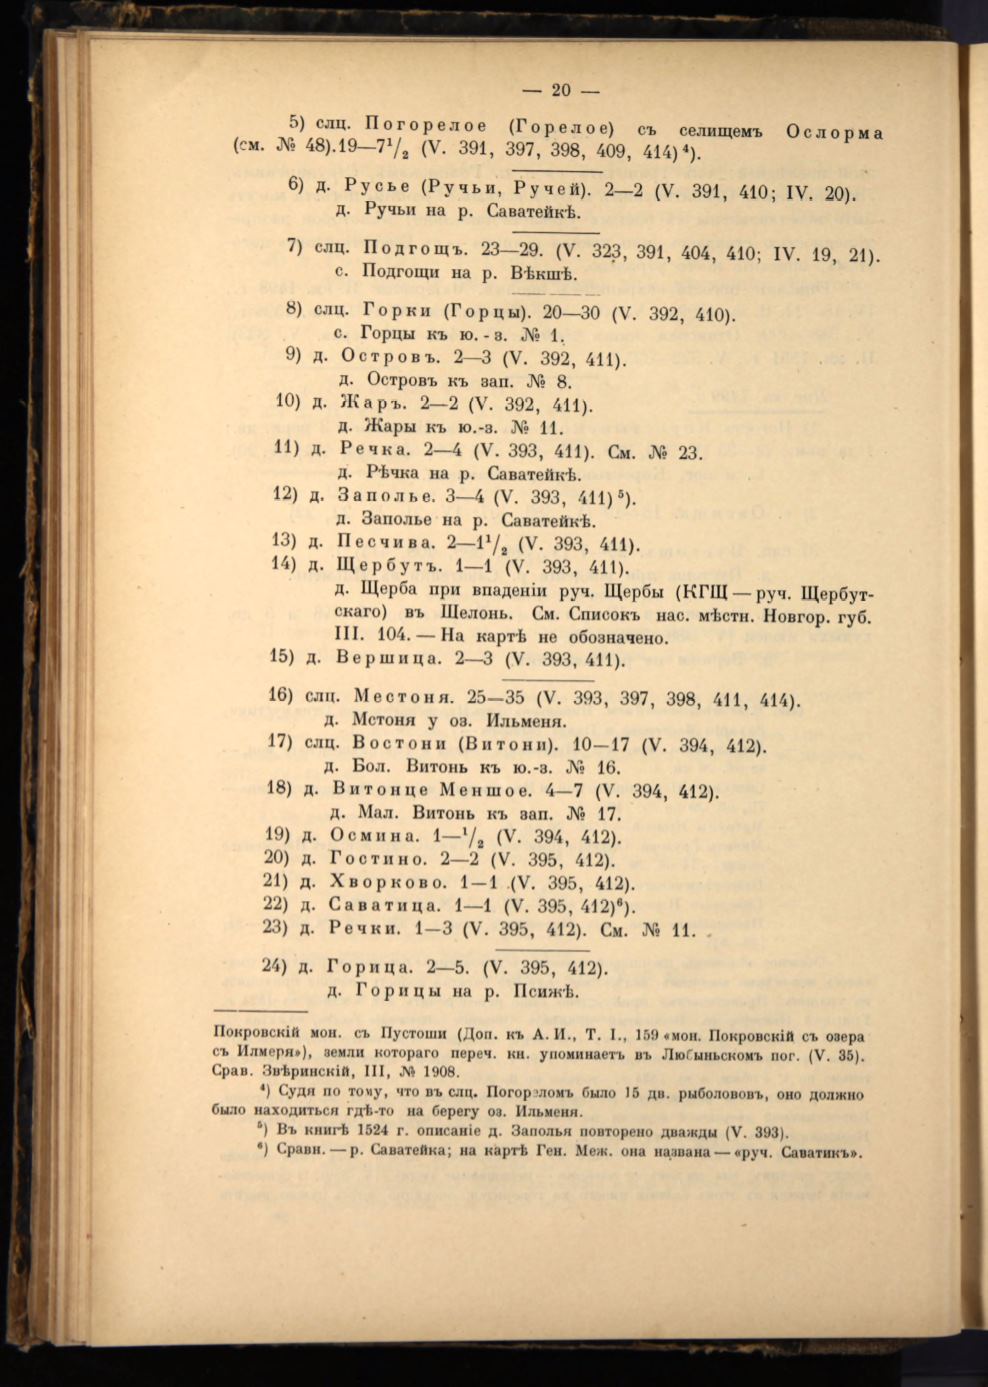 — 20 —
5) слц. Погорелое (Горелое) съ селищемъ Ослорма
(см. № 48).19—7¹/₂ (V. 391, 397, 398, 409, 414)⁴).
6) д. Русье (Ручьи, Ручей). 2—2 (V. 391, 410; IV. 20).
д. Ручьи на р. Саватейкѣ.
7) слц. Подгощъ. 23—29. (V. 323, 391, 404, 410; IV. 19, 21).
с. Подгощи на р. Вѣкшѣ.
8) слц. Горки (Горцы). 20—30 (V. 392, 410).
с. Горцы къ ю.-з. № 1.
9) д. Островъ. 2—3 (V. 392, 411).
д. Островъ къ зап. № 8.
10) д. Жаръ. 2—2 (V. 392, 411).
д. Жары къ ю.-з. № 11.
11) д. Речка. 2—4 (V. 393, 411). См. № 23.
д. Рѣчка на р. Саватейкѣ.
12) д. Заполье. 3—4 (V. 393, 411)⁵).
д. Заполье на р. Саватейкѣ.
13) д. Песчива. 2—1¹/₂ (V. 393, 411).
14) д. Щербутъ. 1—1 (V. 393, 411).
д. Щерба при впаденіи руч. Щербы (КГЩ — руч. Щербут-
скаго) въ Шелонь. См. Списокъ нас. мѣстн. Новгор. губ.
III. 104. — На картѣ не обозначено.
15) д. Вершица. 2—3 (V. 393, 411).
16) слц. Местоня. 25—35 (V. 393, 397, 398, 411, 414).
д. Мстоня у оз. Ильменя.
17) слц. Востони (Витони). 10—17 (V. 394, 412).
д. Бол. Витонь къ ю.-з. № 16.
18) д. Витонце Меншое. 4—7 (V. 394, 412).
д. Мал. Витонь къ зап. № 17.
19) д. Осмина. 1—¹/₂ (V. 394, 412).
20) д. Гостино. 2—2 (V. 395, 412).
21) д. Хворково. 1—1 (V. 395, 412).
22) д. Саватица. 1—1 (V. 395, 412)⁶).
23) д. Речки. 1—3 (V. 395, 412). См. № 11.
24) д. Горица. 2—5. (V. 395, 412).
д. Горицы на р. Псижѣ.
Покровскій мон. съ Пустоши (Доп. къ А. И., Т. I., 159 «мон. Покровскій съ озера
съ Илмеря»), земли котораго переч. кн. упоминаетъ въ Любыньскомъ пог. (V. 35).
Срав. Звѣринскій, III, № 1908.
⁴) Судя по тому, что въ слц. Погорѣломъ было 15 дв. рыболововъ, оно должно
было находиться гдѣ-то на берегу оз. Ильменя.
⁵) Въ книгѣ 1524 г. описаніе д. Заполья повторено дважды (V. 393).
⁶) Сравн. — р. Саватейка; на картѣ Ген. Меж. она названа — «руч. Саватикъ».